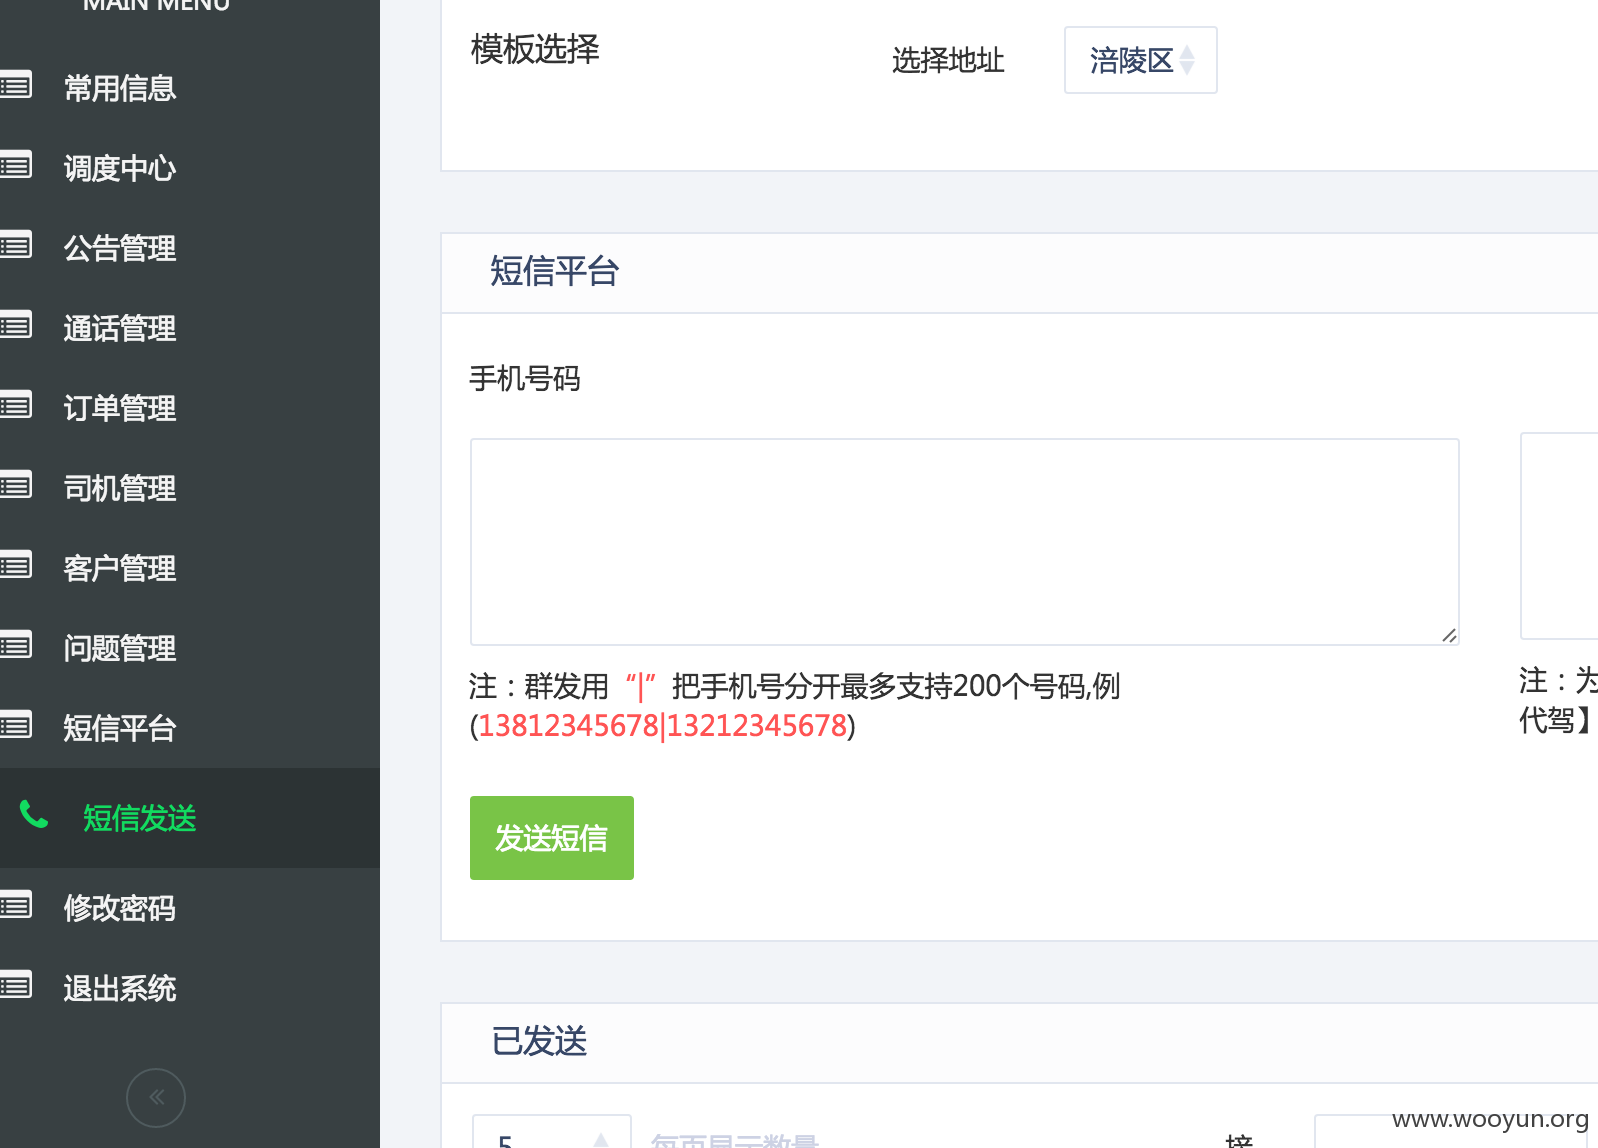 MAIN MENU
常用信息
调度中心
公告管理
通话管理
订单管理
司机管理
客户管理
问题管理
短信平台
短信发送
修改密码
退出系统
模板选择
选择地址
涪陵区
短信平台
手机号码
注：群发用 “|” 把手机号分开最多支持200个号码,例
(13812345678|13212345678)
注：为
代驾】
发送短信
已发送
5
每页显示数量
接
www.wooyun.org